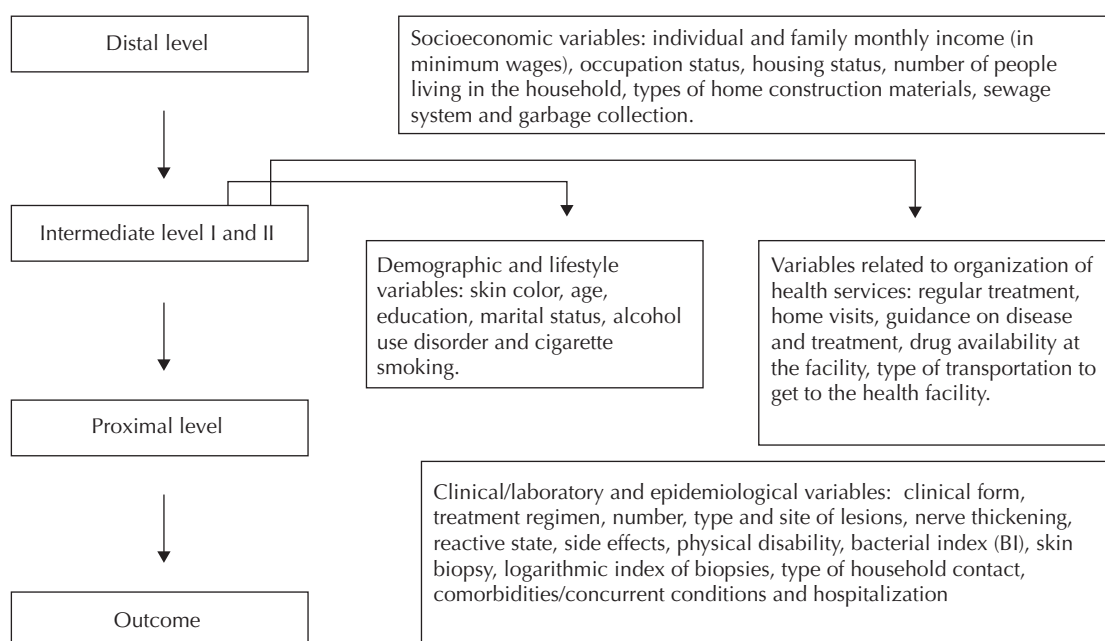 Distal level
Socioeconomic variables: individual and family monthly income (in
minimum wages), occupation status, housing status, number of people
living in the household, types of home construction materials, sewage
system and garbage collection.
Intermediate level I and II
Demographic and lifestyle
variables: skin color, age,
education, marital status, alcohol
use disorder and cigarette
smoking.
Variables related to organization of
health services: regular treatment,
home visits, guidance on disease
and treatment, drug availability at
the facility, type of transportation to
get to the health facility.
Proximal level
Clinical/laboratory and epidemiological variables: clinical form,
treatment regimen, number, type and site of lesions, nerve thickening,
reactive state, side effects, physical disability, bacterial index (BI), skin
biopsy, logarithmic index of biopsies, type of household contact,
comorbidities/concurrent conditions and hospitalization
Outcome